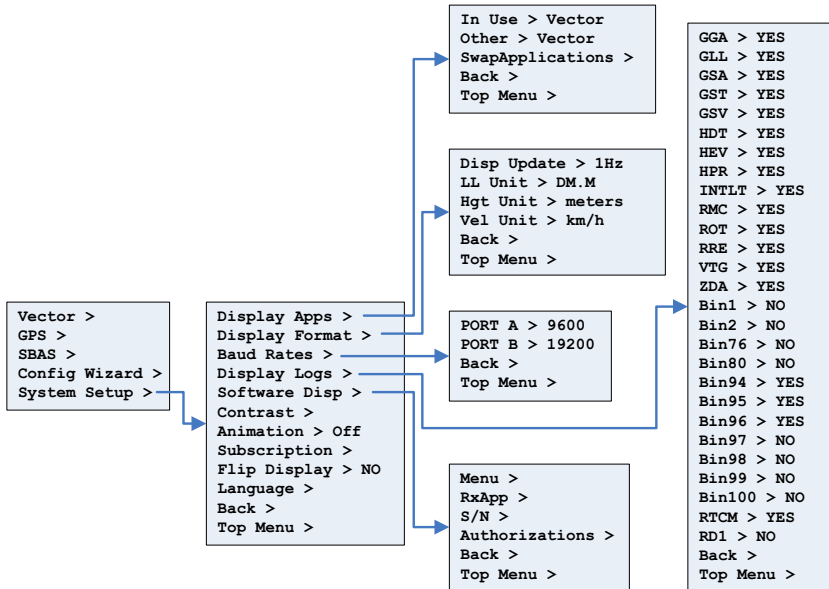 Vector >
GPS >
SBAS >
Config Wizard >
System Setup >
Display Apps >
Display Format >
Baud Rates >
Display Logs >
Software Disp >
Contrast >
Animation > Off
Subscription >
Flip Display > NO
Language >
Back >
Top Menu >
In Use > Vector
Other > Vector
SwapApplications >
Back >
Top Menu >
Disp Update > 1Hz
LL Unit > DM.M
Hgt Unit > meters
Vel Unit > km/h
Back >
Top Menu >
PORT A > 9600
PORT B > 19200
Back >
Top Menu >
Menu >
RxApp >
S/N >
Authorizations >
Back >
Top Menu >
GGA > YES
GLL > YES
GSA > YES
GST > YES
GSV > YES
HDT > YES
HEV > YES
HPR > YES
INTLT > YES
RMC > YES
ROT > YES
RRE > YES
VTG > YES
ZDA > YES
Bin1 > NO
Bin2 > NO
Bin76 > NO
Bin80 > NO
Bin94 > YES
Bin95 > YES
Bin96 > YES
Bin97 > NO
Bin98 > NO
Bin99 > NO
Bin100 > NO
RTCM > YES
RD1 > NO
Back >
Top Menu >